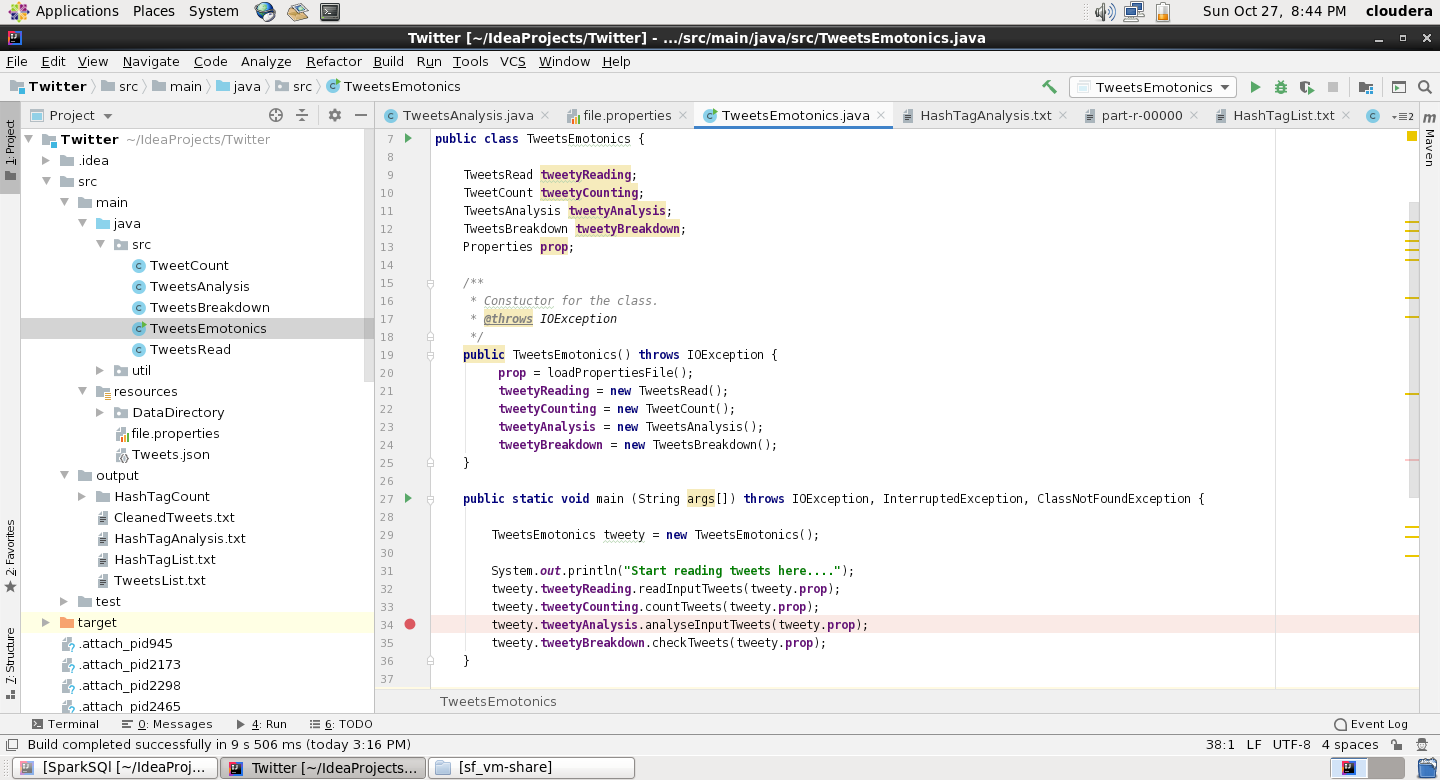 Applications Places System Sun Oct 27, 8:44 PM cloudera
Twitter [~/IdeaProjects/Twitter] - .../src/main/java/src/TweetsEmotonics.java
File Edit View Navigate Code Analyze Refactor Build Run Tools VCS Window Help
Twitter src main java src TweetsEmotonics TweetsEmotonics
Project TweetsAnalysis.java file.properties TweetsEmotonics.java HashTagAnalysis.txt part-r-00000 HashTagList.txt 2
1: Project
2: Favorites
7: Structure
m Maven
Twitter ~/IdeaProjects/Twitter
.idea
src
main
java
src
TweetCount
TweetsAnalysis
TweetsBreakdown
TweetsEmotonics
TweetsRead
util
resources
DataDirectory
file.properties
Tweets.json
output
HashTagCount
CleanedTweets.txt
HashTagAnalysis.txt
HashTagList.txt
TweetsList.txt
test
target
.attach_pid945
.attach_pid2173
.attach_pid2298
.attach_pid2465
7 public class TweetsEmotonics {
8
9 TweetsRead tweetyReading;
10 TweetCount tweetyCounting;
11 TweetsAnalysis tweetyAnalysis;
12 TweetsBreakdown tweetyBreakdown;
13 Properties prop;
14
15 /**
16 * Constuctor for the class.
17 * @throws IOException
18 */
19 public TweetsEmotonics() throws IOException {
20 prop = loadPropertiesFile();
21 tweetyReading = new TweetsRead();
22 tweetyCounting = new TweetCount();
23 tweetyAnalysis = new TweetsAnalysis();
24 tweetyBreakdown = new TweetsBreakdown();
25 }
26
27 public static void main (String args[]) throws IOException, InterruptedException, ClassNotFoundException {
28
29 TweetsEmotonics tweety = new TweetsEmotonics();
30
31 System.out.println("Start reading tweets here....");
32 tweety.tweetyReading.readInputTweets(tweety.prop);
33 tweety.tweetyCounting.countTweets(tweety.prop);
34 tweety.tweetyAnalysis.analyseInputTweets(tweety.prop);
35 tweety.tweetyBreakdown.checkTweets(tweety.prop);
36 }
37
TweetsEmotonics
Terminal 0: Messages 4: Run 6: TODO Event Log
Build completed successfully in 9 s 506 ms (today 3:16 PM) 38:1 LF UTF-8 4 spaces
[SparkSQl [~/IdeaProj... Twitter [~/IdeaProjects... [sf_vm-share]